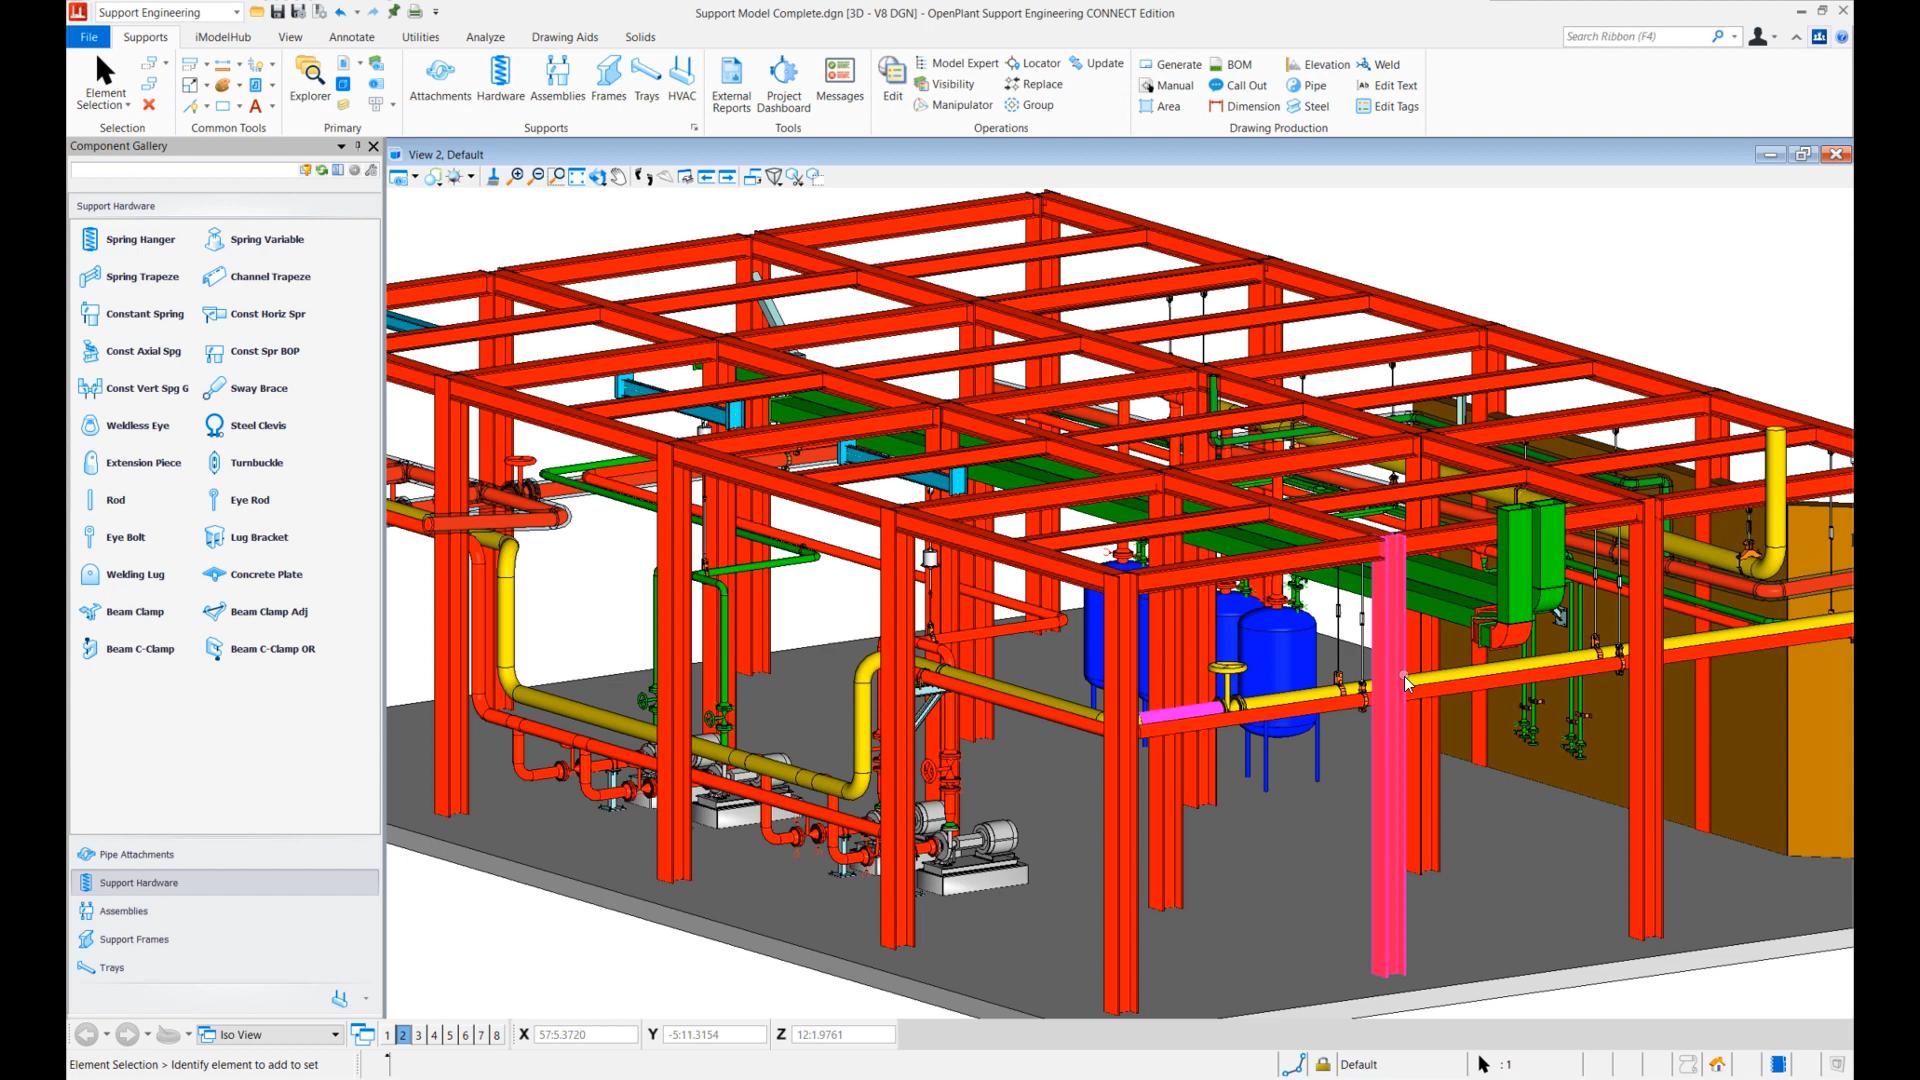 Support Engineering
Support Model Complete.dgn [3D - V8 DGN] - OpenPlant Support Engineering CONNECT Edition
File Supports iModelHub View Annotate Utilities Analyze Drawing Aids Solids
Search Ribbon (F4)
Element Selection
Explorer
Attachments Hardware Assemblies Frames Trays HVAC
External Reports
Project Dashboard
Messages
Edit
Model Expert Locator Update
Visibility Replace
Manipulator Group
Generate BOM Elevation Weld
Manual Call Out Pipe Edit Text
Area Dimension Steel Edit Tags
Selection Common Tools Primary Supports Tools Operations Drawing Production
Component Gallery
View 2, Default
Support Hardware
Spring Hanger Spring Variable
Spring Trapeze Channel Trapeze
Constant Spring Const Horiz Spr
Const Axial Spg Const Spr BOP
Const Vert Spg G Sway Brace
Weldless Eye Steel Clevis
Extension Piece Turnbuckle
Rod Eye Rod
Eye Bolt Lug Bracket
Welding Lug Concrete Plate
Beam Clamp Beam Clamp Adj
Beam C-Clamp Beam C-Clamp OR
Pipe Attachments
Support Hardware
Assemblies
Support Frames
Trays
Iso View 1 2 3 4 5 6 7 8 X 57:5.3720 Y -5:11.3154 Z 12:1.9761
Element Selection > Identify element to add to set Default : 1